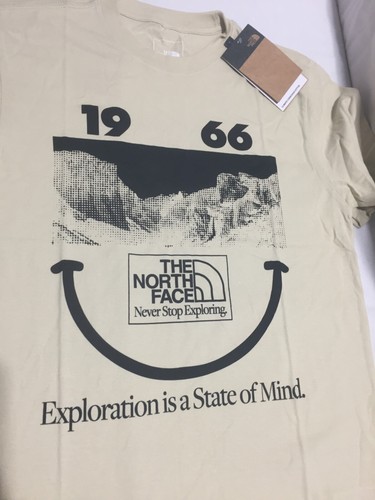 19 66
THE
NORTH
FACE
Never Stop Exploring.
Exploration is a State of Mind.